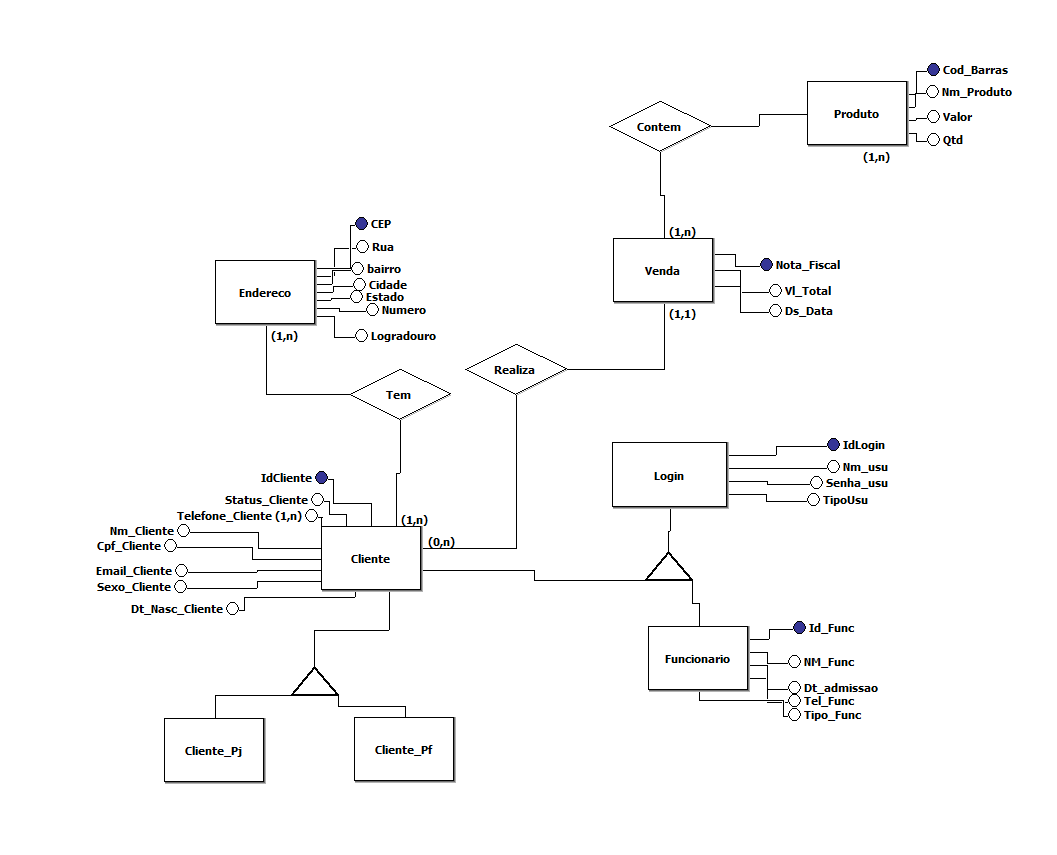 Cod_Barras
Nm_Produto
Produto
Valor
Qtd
(1,n)
Contem
(1,n)
Venda
Nota_Fiscal
Vl_Total
Ds_Data
(1,1)
CEP
Rua
bairro
Cidade
Estado
Numero
Logradouro
Endereco
(1,n)
Tem
Realiza
IdCliente
Status_Cliente
Telefone_Cliente (1,n)
Nm_Cliente
Cpf_Cliente
Email_Cliente
Sexo_Cliente
Dt_Nasc_Cliente
(1,n)
(0,n)
Cliente
Login
IdLogin
Nm_usu
Senha_usu
TipoUsu
Funcionario
Id_Func
NM_Func
Dt_admissao
Tel_Func
Tipo_Func
Cliente_Pj
Cliente_Pf